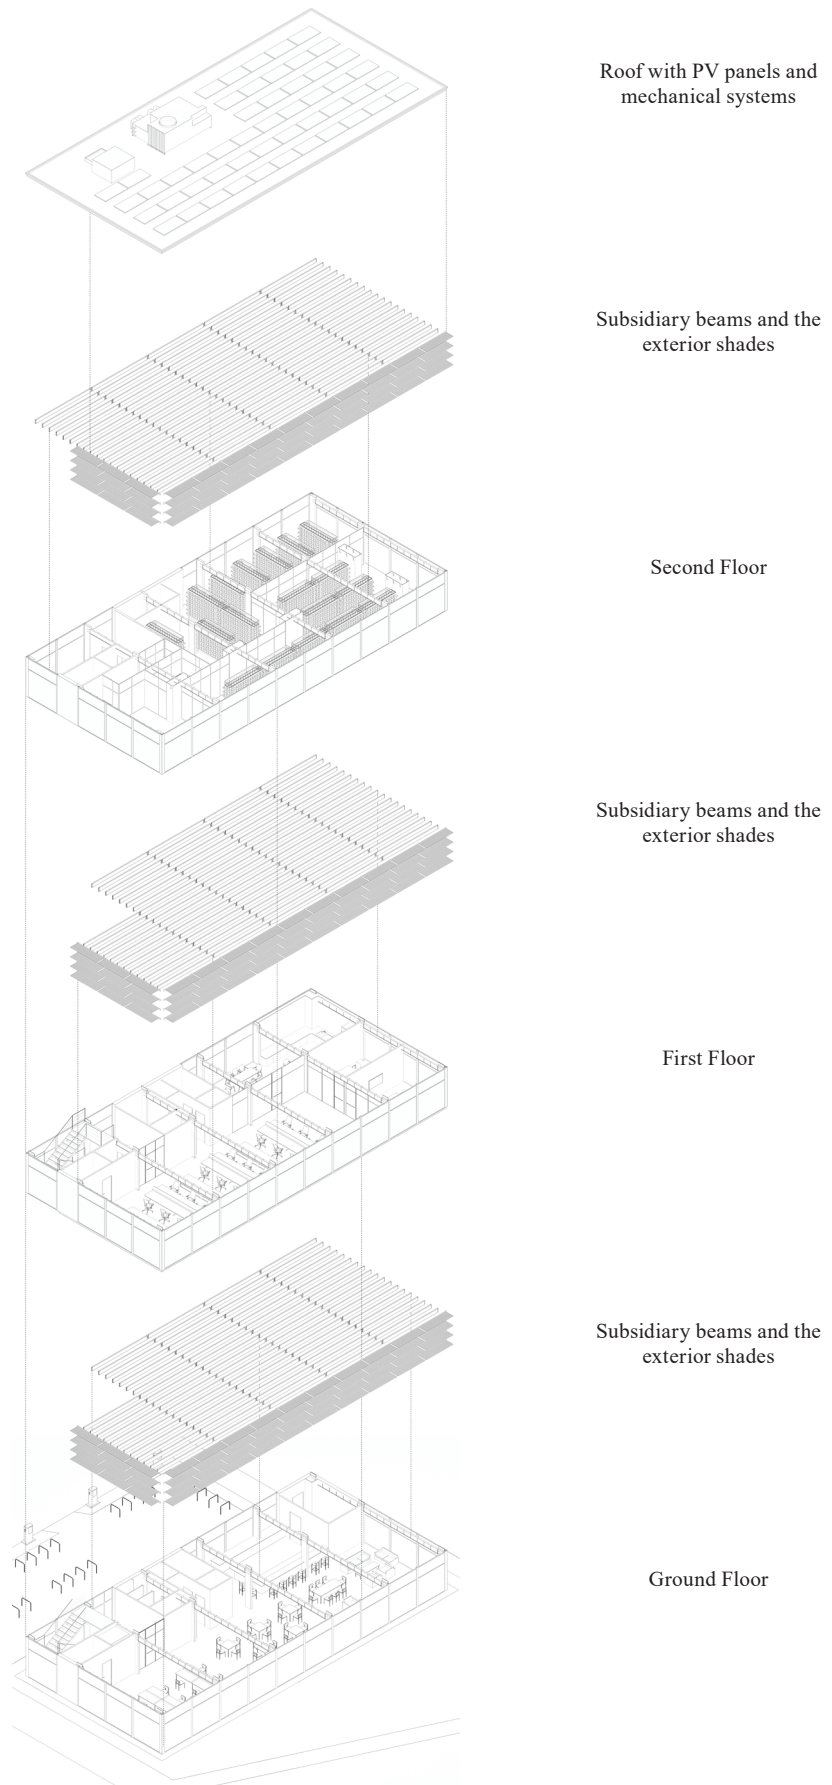 Roof with PV panels and
mechanical systems
Subsidiary beams and the
exterior shades
Second Floor
Subsidiary beams and the
exterior shades
First Floor
Subsidiary beams and the
exterior shades
Ground Floor